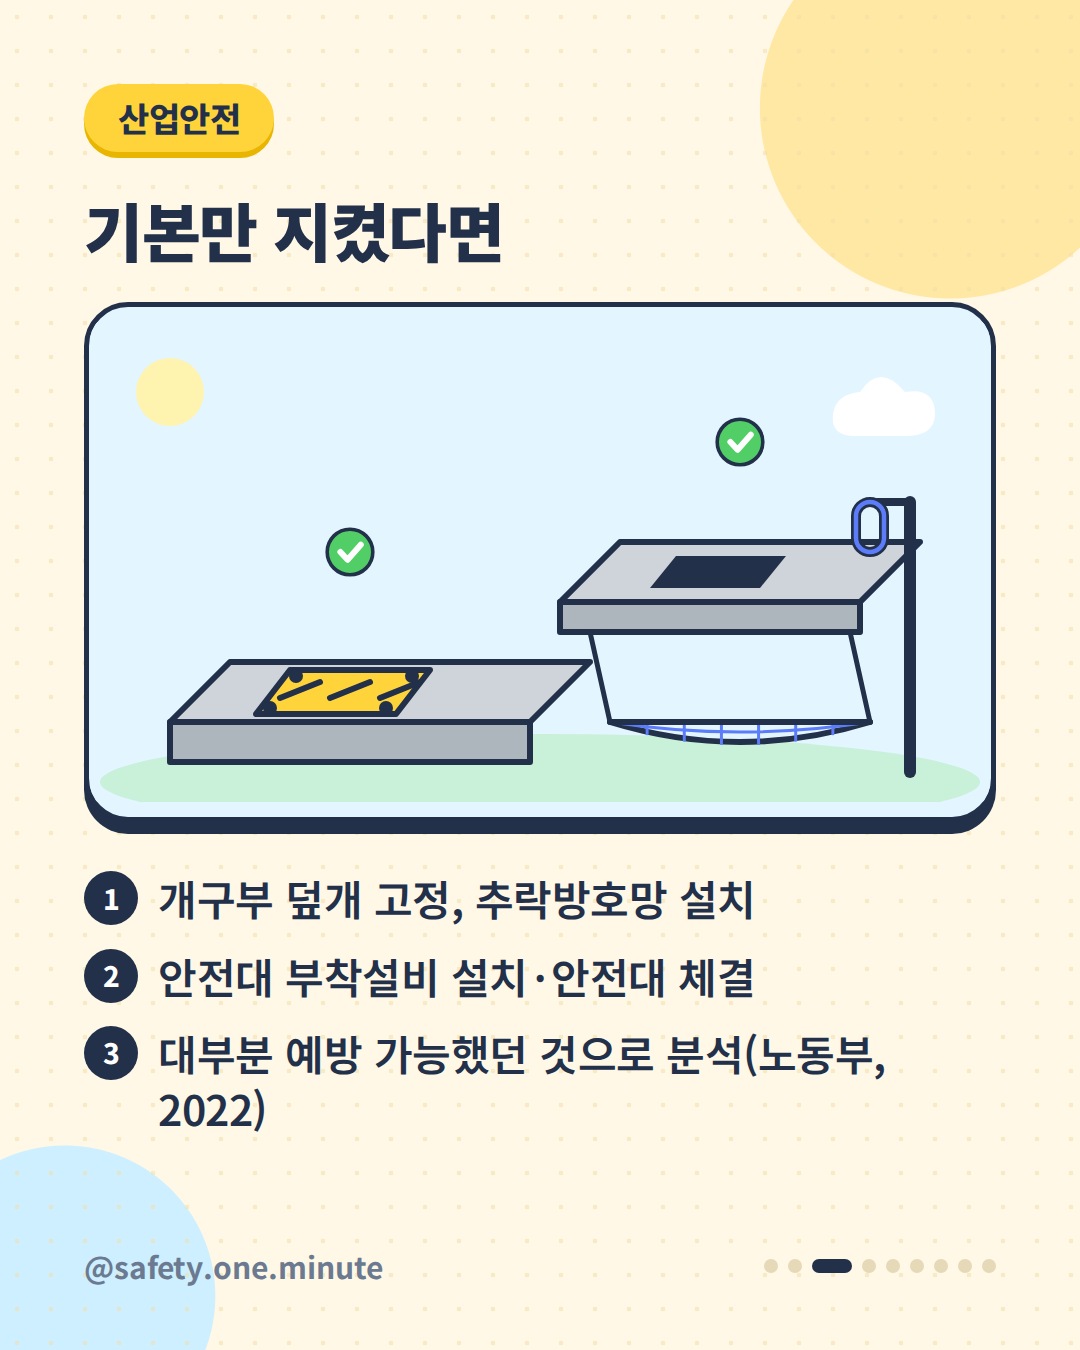 산업안전
기본만 지켰다면
1 개구부 덮개 고정, 추락방호망 설치
2 안전대 부착설비 설치·안전대 체결
3 대부분 예방 가능했던 것으로 분석(노동부,
2022)
@safety.one.minute